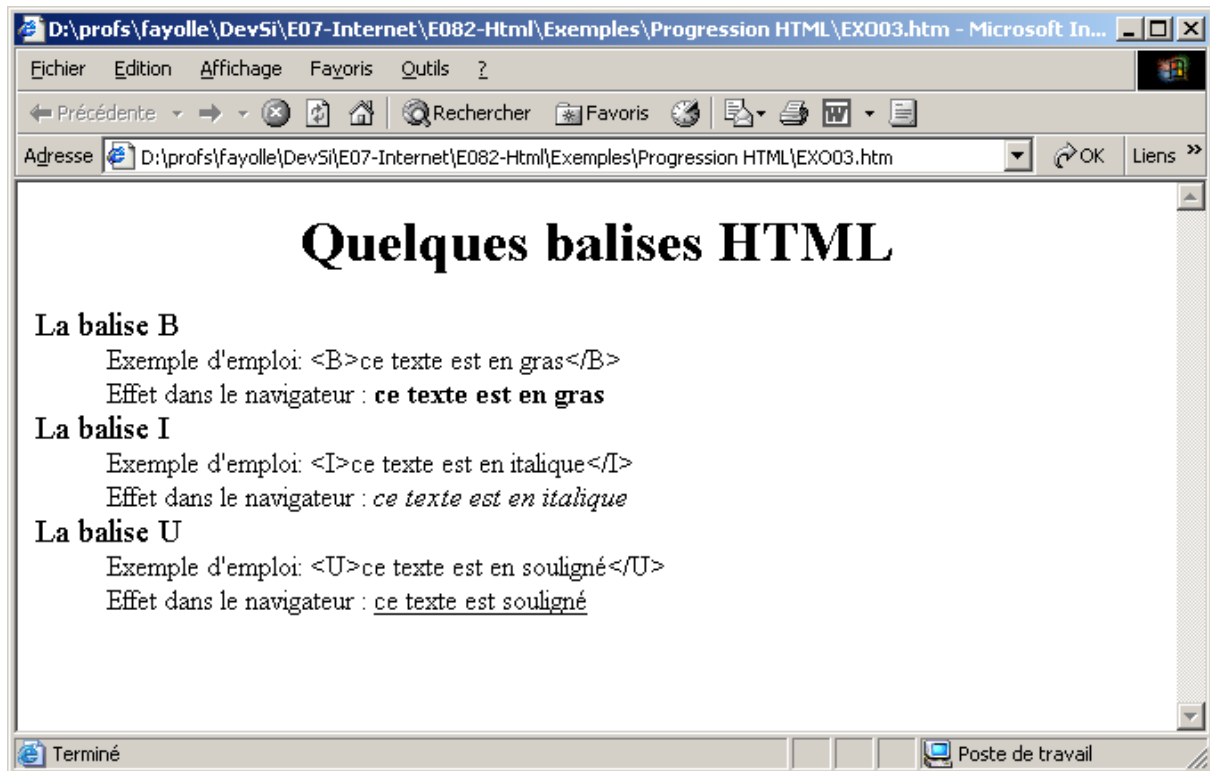 D:\profs\fayolle\DevSi\E07-Internet\E082-Html\Exemples\Progression HTML\EXO03.htm - Microsoft In...
Fichier Edition Affichage Favoris Outils ?
Précédente Rechercher Favoris
Adresse D:\profs\fayolle\DevSi\E07-Internet\E082-Html\Exemples\Progression HTML\EXO03.htm OK Liens »
Quelques balises HTML
La balise B
Exemple d'emploi: <B>ce texte est en gras</B>
Effet dans le navigateur : ce texte est en gras
La balise I
Exemple d'emploi: <I>ce texte est en italique</I>
Effet dans le navigateur : ce texte est en italique
La balise U
Exemple d'emploi: <U>ce texte est en souligné</U>
Effet dans le navigateur : ce texte est souligné
Terminé Poste de travail